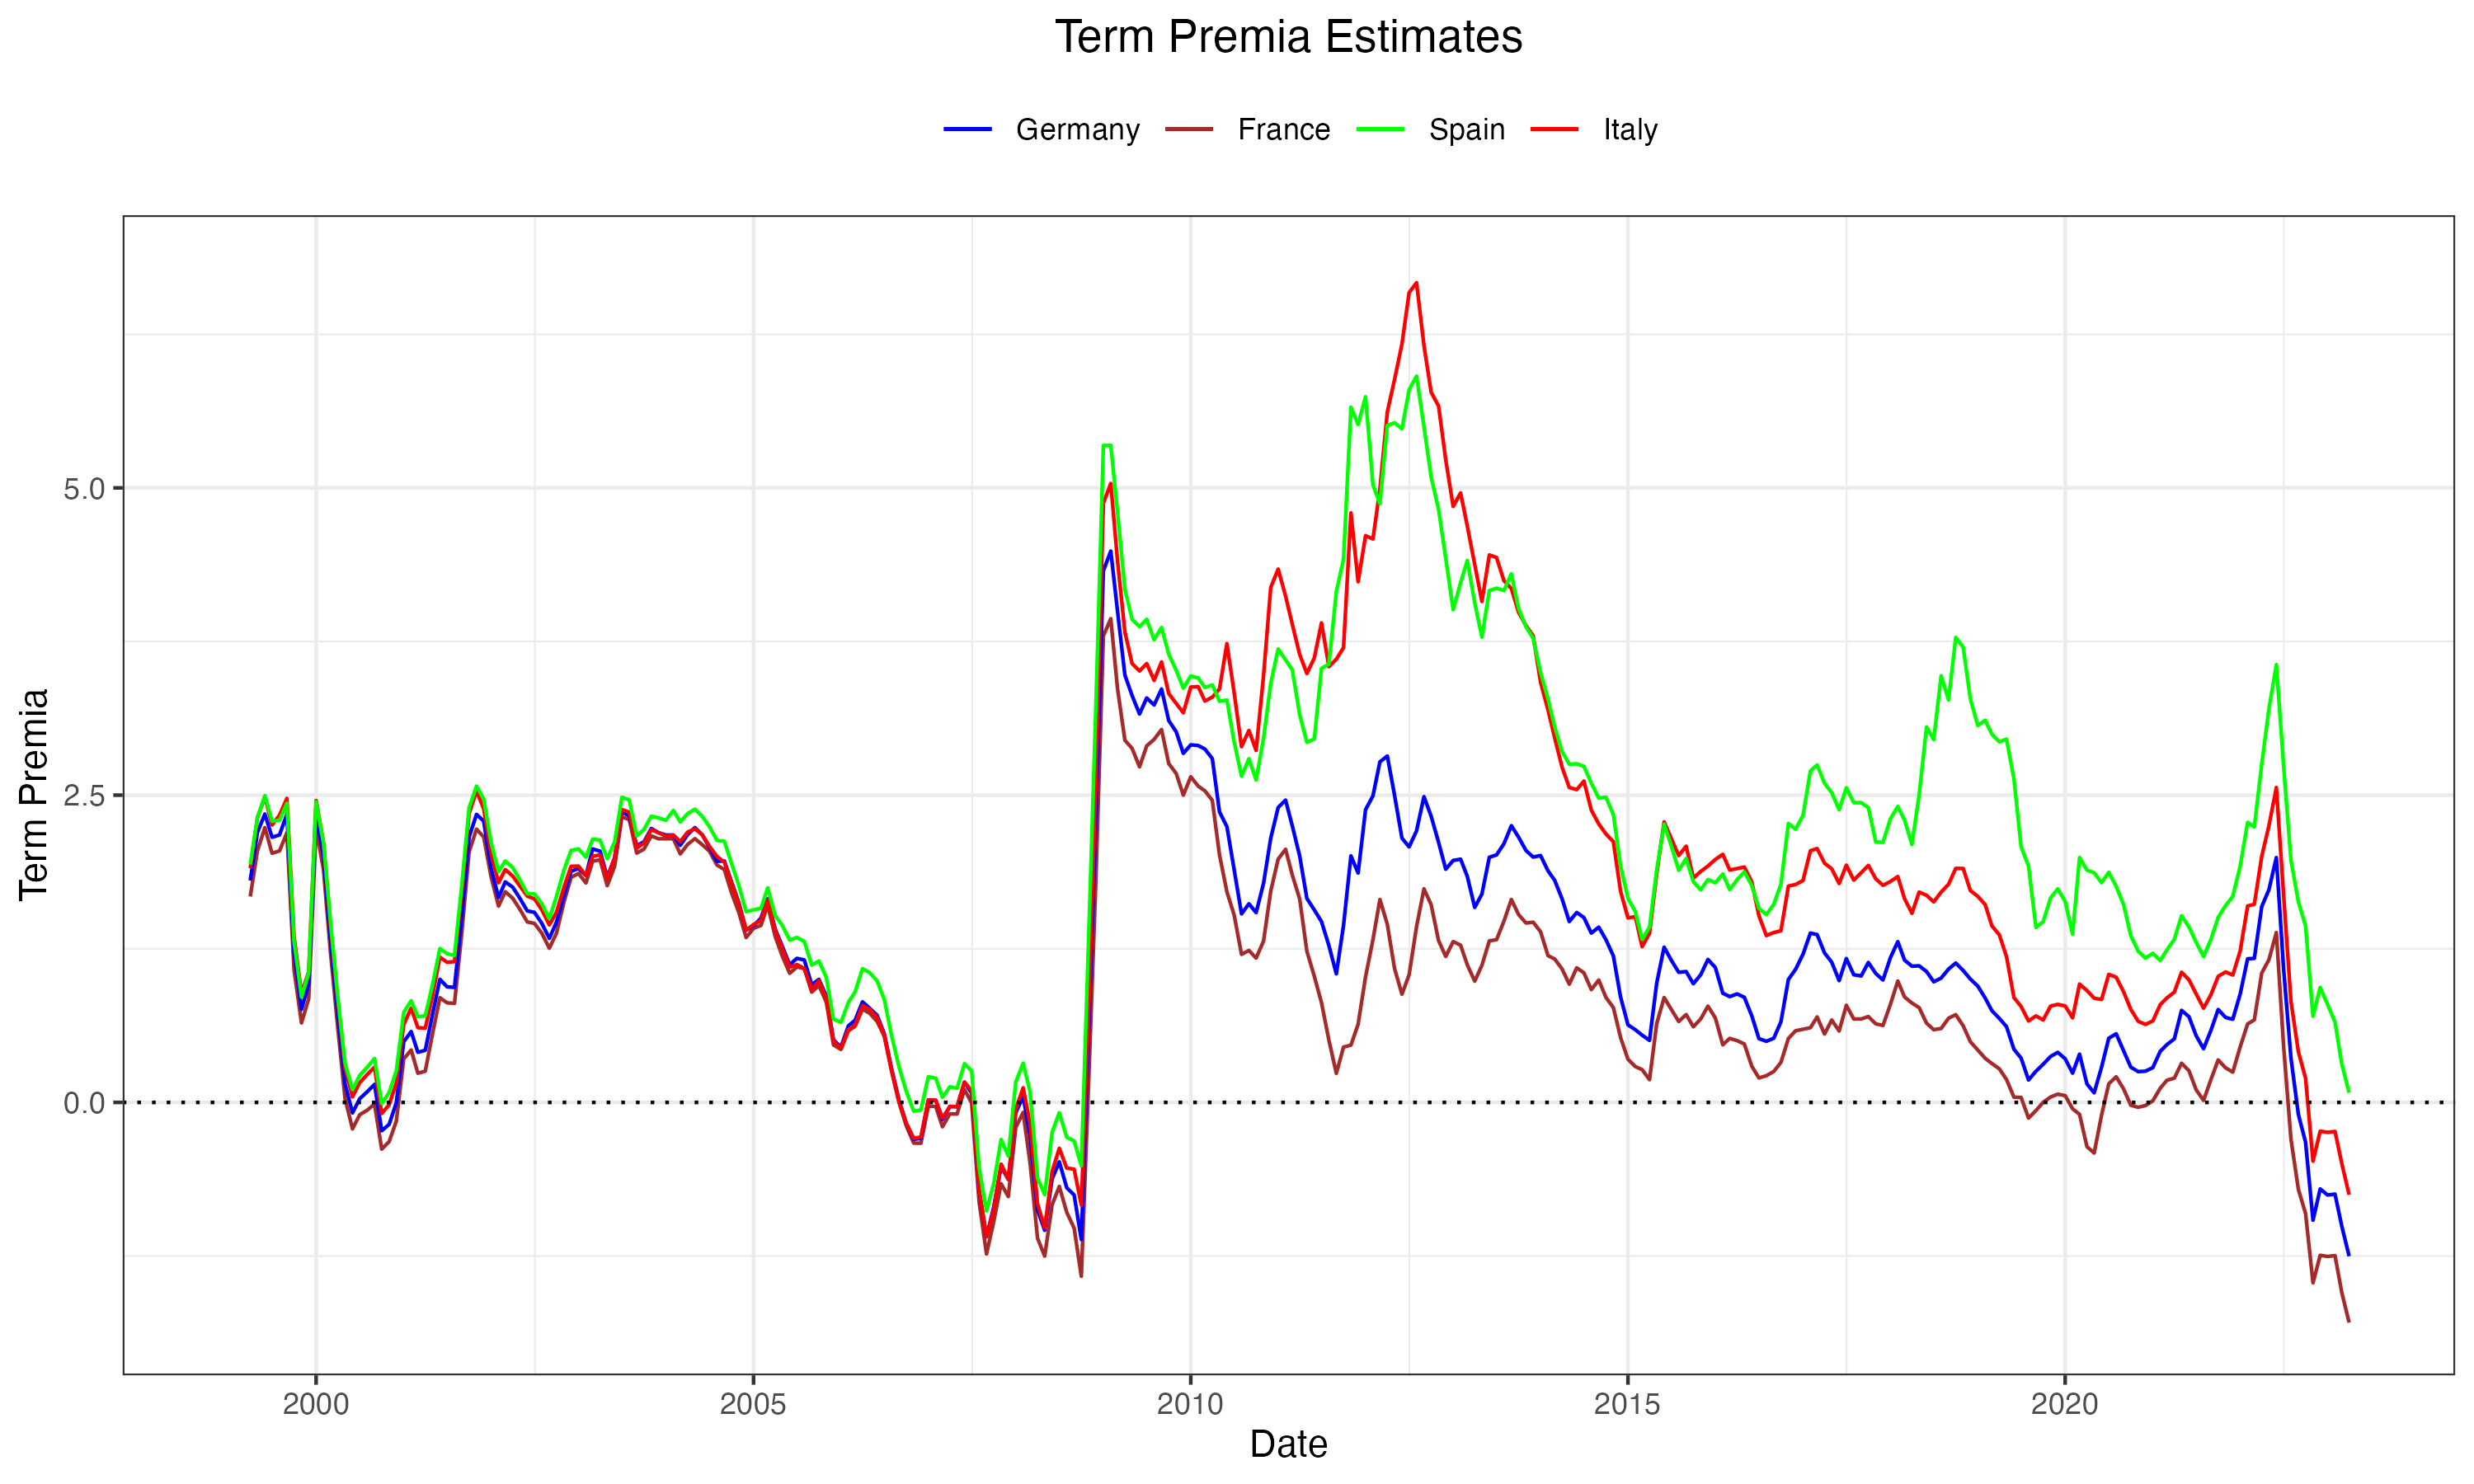 Term Premia Estimates
Germany France Spain Italy
Term Premia
5.0
2.5
0.0
2000 2005 2010 2015 2020
Date